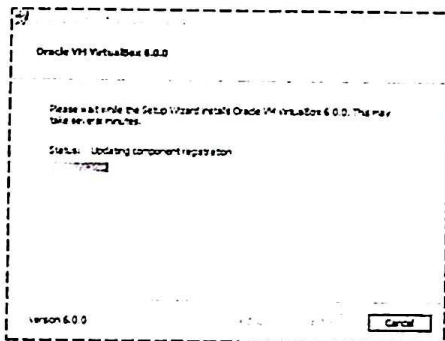 Oracle VM VirtualBox 6.0.0
Please wait while the Setup Wizard installs Oracle VM VirtualBox 6.0.0. This may
take several minutes.
Status: Updating component registration
Version 6.0.0
Cancel